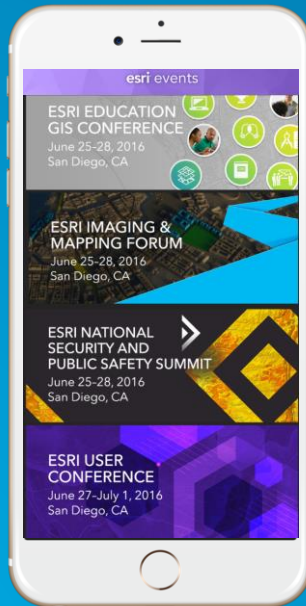 esri events
ESRI EDUCATION
GIS CONFERENCE
June 25-28, 2016
San Diego, CA
ESRI IMAGING &
MAPPING FORUM
June 25-28, 2016
San Diego, CA
ESRI NATIONAL
SECURITY AND
PUBLIC SAFETY SUMMIT
June 25-28, 2016
San Diego, CA
ESRI USER
CONFERENCE
June 27-July 1, 2016
San Diego, CA